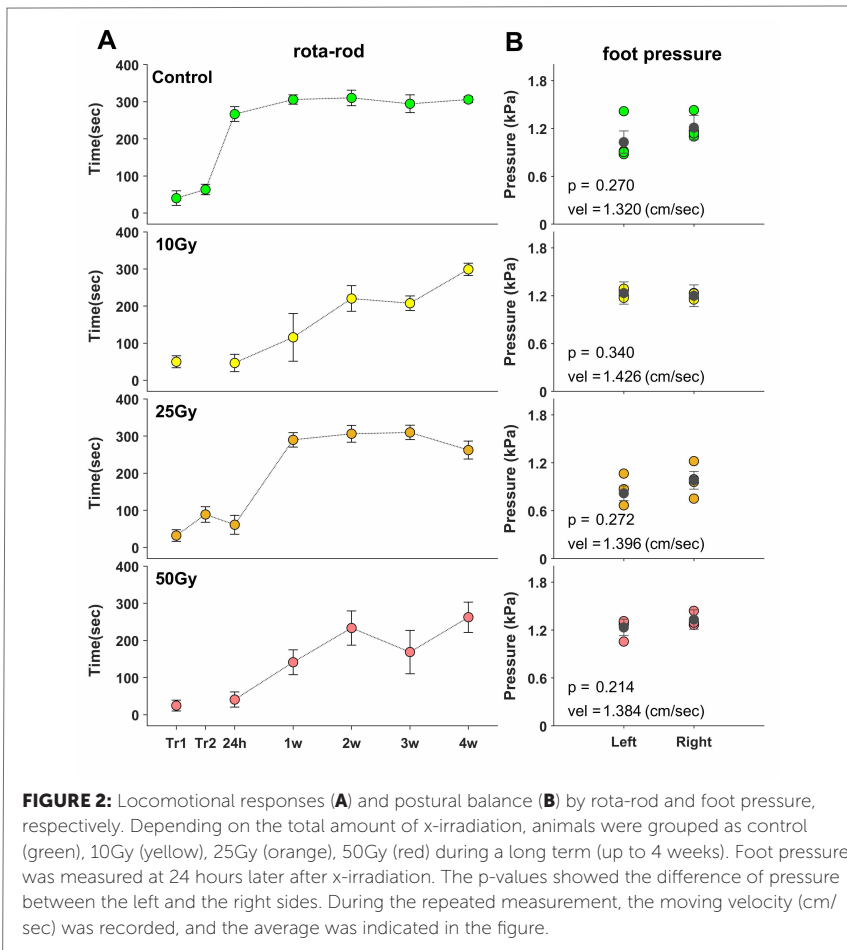 A
rota-rod
B
foot pressure
Control
Time(sec)
400
300
200
100
0
Pressure (kPa)
1.8
1.2
0.6
0
p = 0.270
vel = 1.320 (cm/sec)
10Gy
Time(sec)
400
300
200
100
0
Pressure (kPa)
1.8
1.2
0.6
0
p = 0.340
vel = 1.426 (cm/sec)
25Gy
Time(sec)
400
300
200
100
0
Pressure (kPa)
1.8
1.2
0.6
0
p = 0.272
vel = 1.396 (cm/sec)
50Gy
Time(sec)
400
300
200
100
0
Tr1 Tr2 24h 1w 2w 3w 4w
Pressure (kPa)
1.8
1.2
0.6
0
p = 0.214
vel = 1.384 (cm/sec)
Left Right
FIGURE 2: Locomotional responses (A) and postural balance (B) by rota-rod and foot pressure,
respectively. Depending on the total amount of x-irradiation, animals were grouped as control
(green), 10Gy (yellow), 25Gy (orange), 50Gy (red) during a long term (up to 4 weeks). Foot pressure
was measured at 24 hours later after x-irradiation. The p-values showed the difference of pressure
between the left and the right sides. During the repeated measurement, the moving velocity (cm/
sec) was recorded, and the average was indicated in the figure.